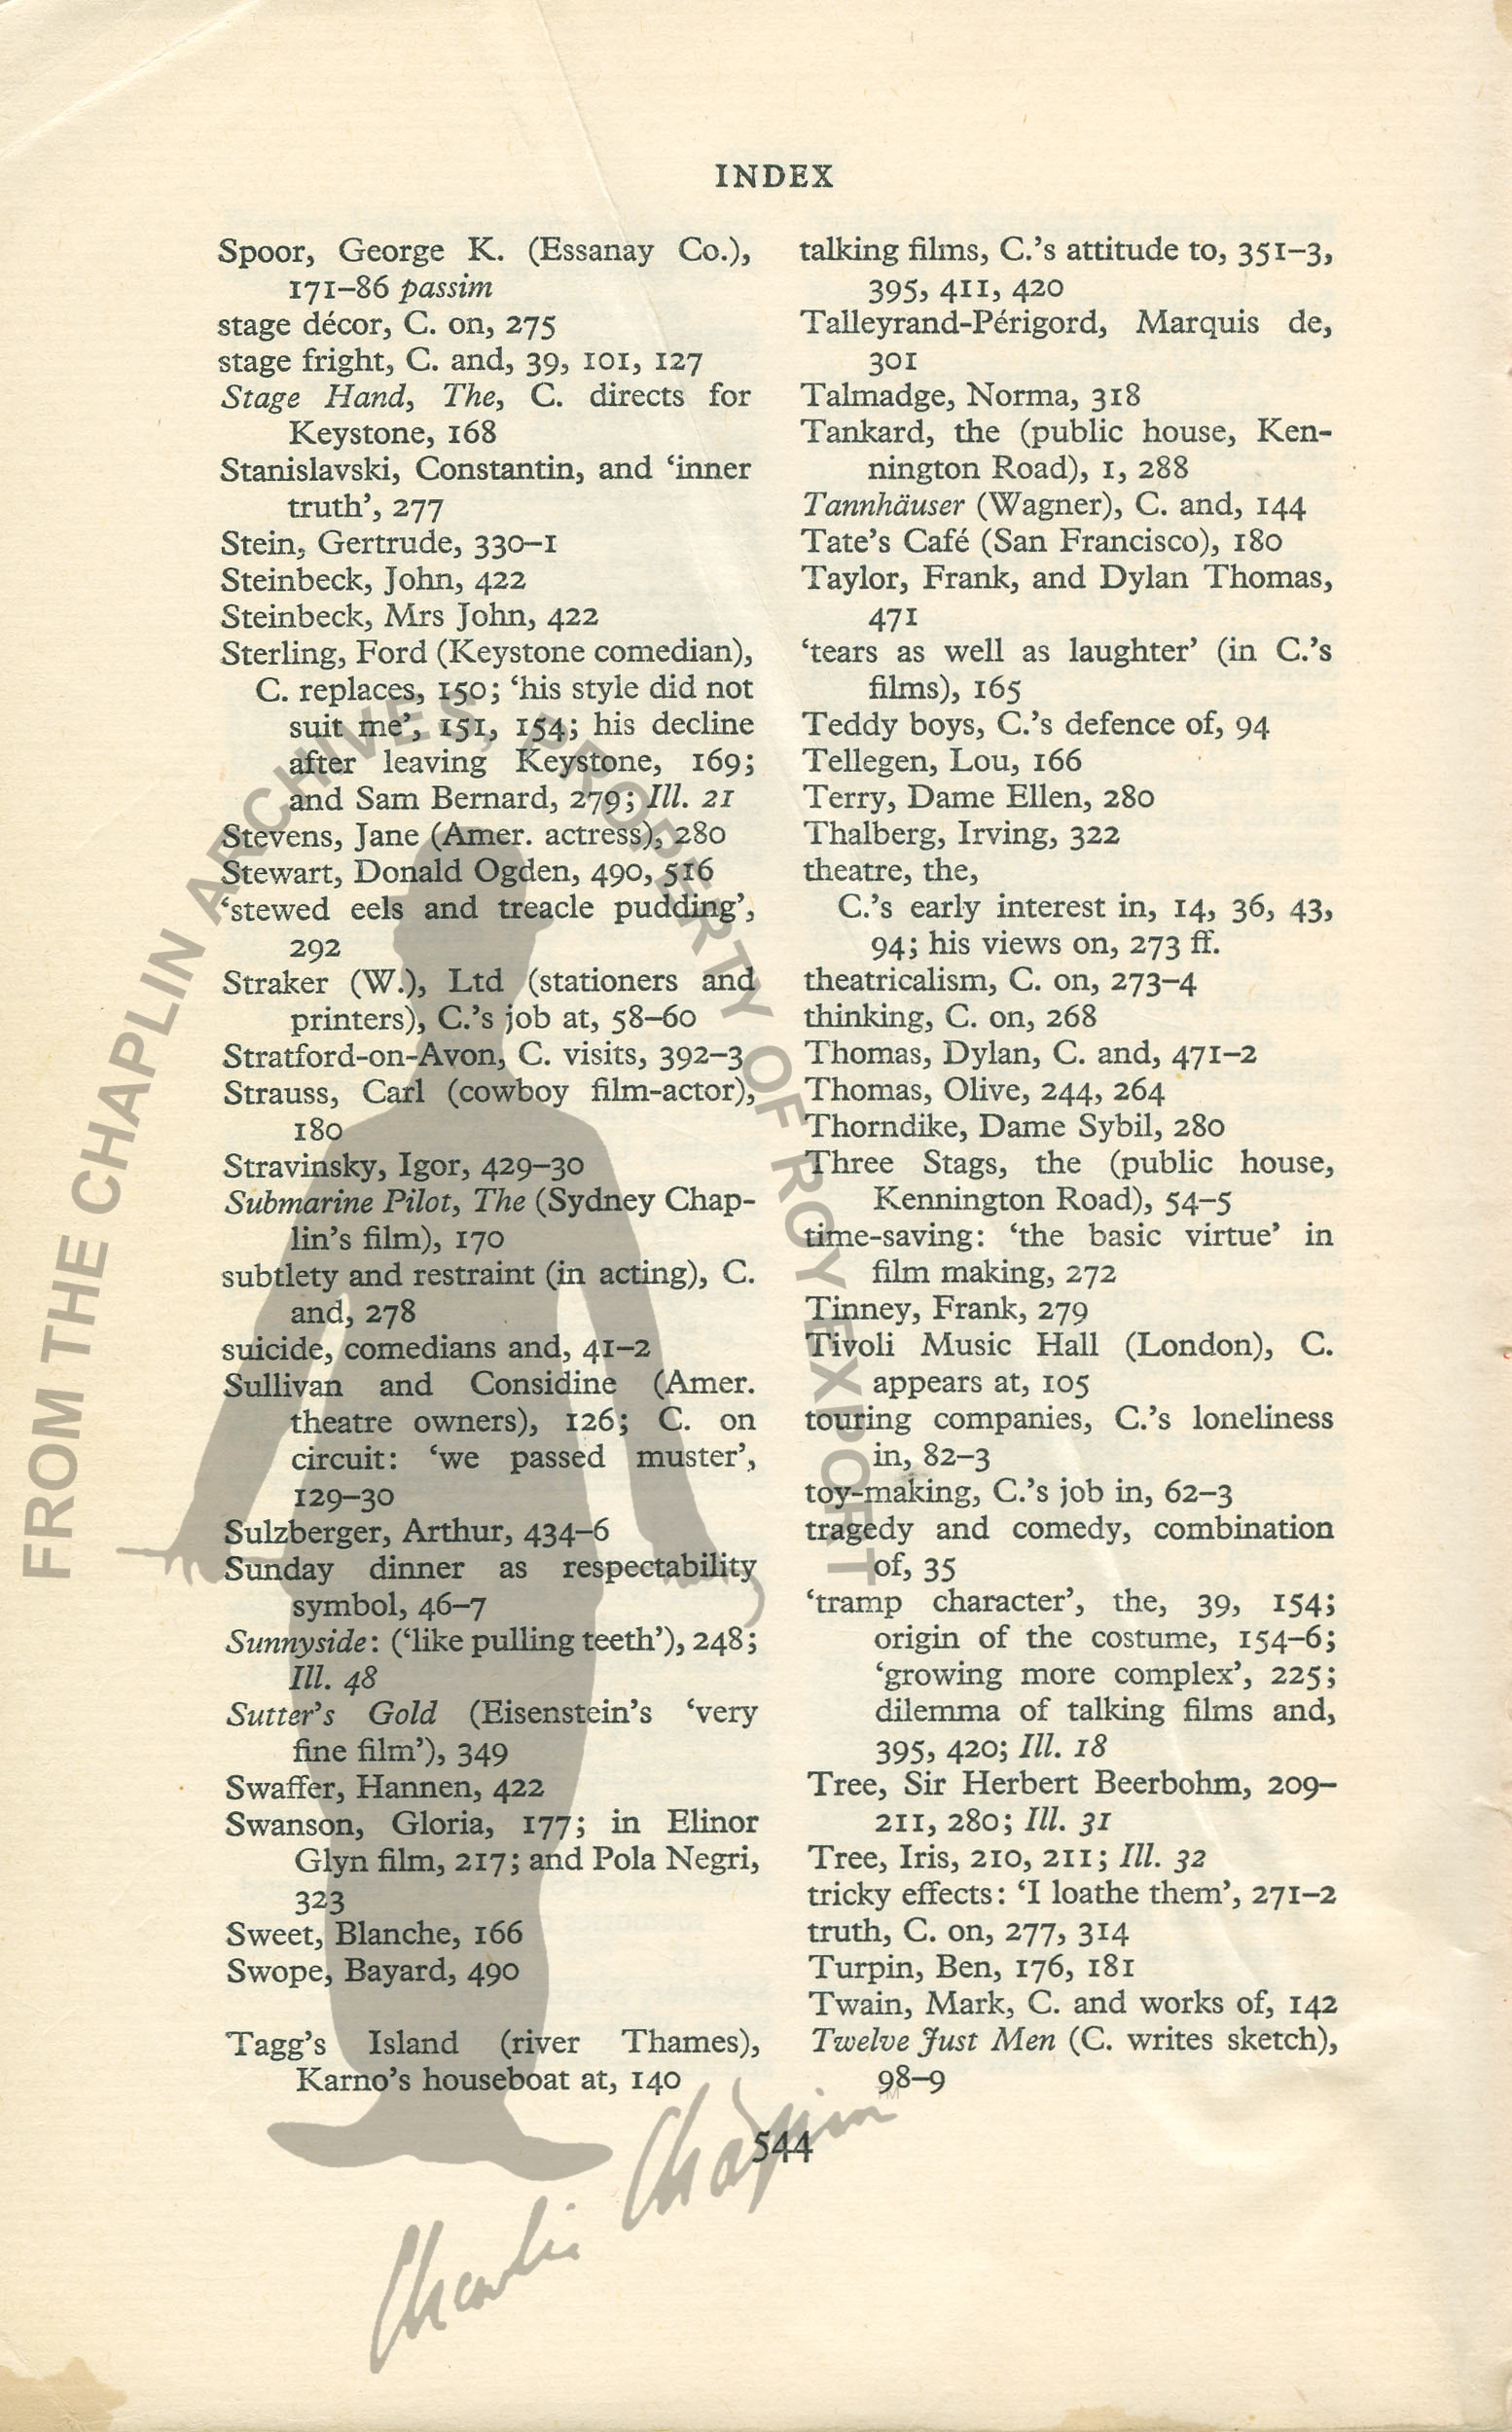 INDEX
Spoor, George K. (Essanay Co.),
171–86 passim
stage décor, C. on, 275
stage fright, C. and, 39, 101, 127
Stage Hand, The, C. directs for
Keystone, 168
Stanislavski, Constantin, and ‘inner
truth’, 277
Stein, Gertrude, 330–1
Steinbeck, John, 422
Steinbeck, Mrs John, 422
Sterling, Ford (Keystone comedian),
C. replaces, 150; ‘his style did not
suit me’, 151, 154; his decline
after leaving Keystone, 169;
and Sam Bernard, 279; Ill. 21
Stevens, Jane (Amer. actress), 280
Stewart, Donald Ogden, 490, 516
‘stewed eels and treacle pudding’,
292
Straker (W.), Ltd (stationers and
printers), C.’s job at, 58–60
Stratford-on-Avon, C. visits, 392–3
Strauss, Carl (cowboy film-actor),
180
Stravinsky, Igor, 429–30
Submarine Pilot, The (Sydney Chap-
lin’s film), 170
subtlety and restraint (in acting), C.
and, 278
suicide, comedians and, 41–2
Sullivan and Considine (Amer.
theatre owners), 126; C. on
circuit: ‘we passed muster’,
129–30
Sulzberger, Arthur, 434–6
Sunday dinner as respectability
symbol, 46–7
Sunnyside: (‘like pulling teeth’), 248;
Ill. 48
Sutter’s Gold (Eisenstein’s ‘very
fine film’), 349
Swaffer, Hannen, 422
Swanson, Gloria, 177; in Elinor
Glyn film, 217; and Pola Negri,
323
Sweet, Blanche, 166
Swope, Bayard, 490
Tagg’s Island (river Thames),
Karno’s houseboat at, 140
talking films, C.’s attitude to, 351–3,
395, 411, 420
Talleyrand-Périgord, Marquis de,
301
Talmadge, Norma, 318
Tankard, the (public house, Ken-
nington Road), 1, 288
Tannhäuser (Wagner), C. and, 144
Tate’s Café (San Francisco), 180
Taylor, Frank, and Dylan Thomas,
471
‘tears as well as laughter’ (in C.’s
films), 165
Teddy boys, C.’s defence of, 94
Tellegen, Lou, 166
Terry, Dame Ellen, 280
Thalberg, Irving, 322
theatre, the,
C.’s early interest in, 14, 36, 43,
94; his views on, 273 ff.
theatricalism, C. on, 273–4
thinking, C. on, 268
Thomas, Dylan, C. and, 471–2
Thomas, Olive, 244, 264
Thorndike, Dame Sybil, 280
Three Stags, the (public house,
Kennington Road), 54–5
time-saving: ‘the basic virtue’ in
film making, 272
Tinney, Frank, 279
Tivoli Music Hall (London), C.
appears at, 105
touring companies, C.’s loneliness
in, 82–3
toy-making, C.’s job in, 62–3
tragedy and comedy, combination
of, 35
‘tramp character’, the, 39, 154;
origin of the costume, 154–6;
‘growing more complex’, 225;
dilemma of talking films and,
395, 420; Ill. 18
Tree, Sir Herbert Beerbohm, 209–
211, 280; Ill. 31
Tree, Iris, 210, 211; Ill. 32
tricky effects: ‘I loathe them’, 271–2
truth, C. on, 277, 314
Turpin, Ben, 176, 181
Twain, Mark, C. and works of, 142
Twelve Just Men (C. writes sketch),
98–9
544
FROM THE CHAPLIN ARCHIVES, PROPERTY OF ROY EXPORT
Charlie Chaplin™